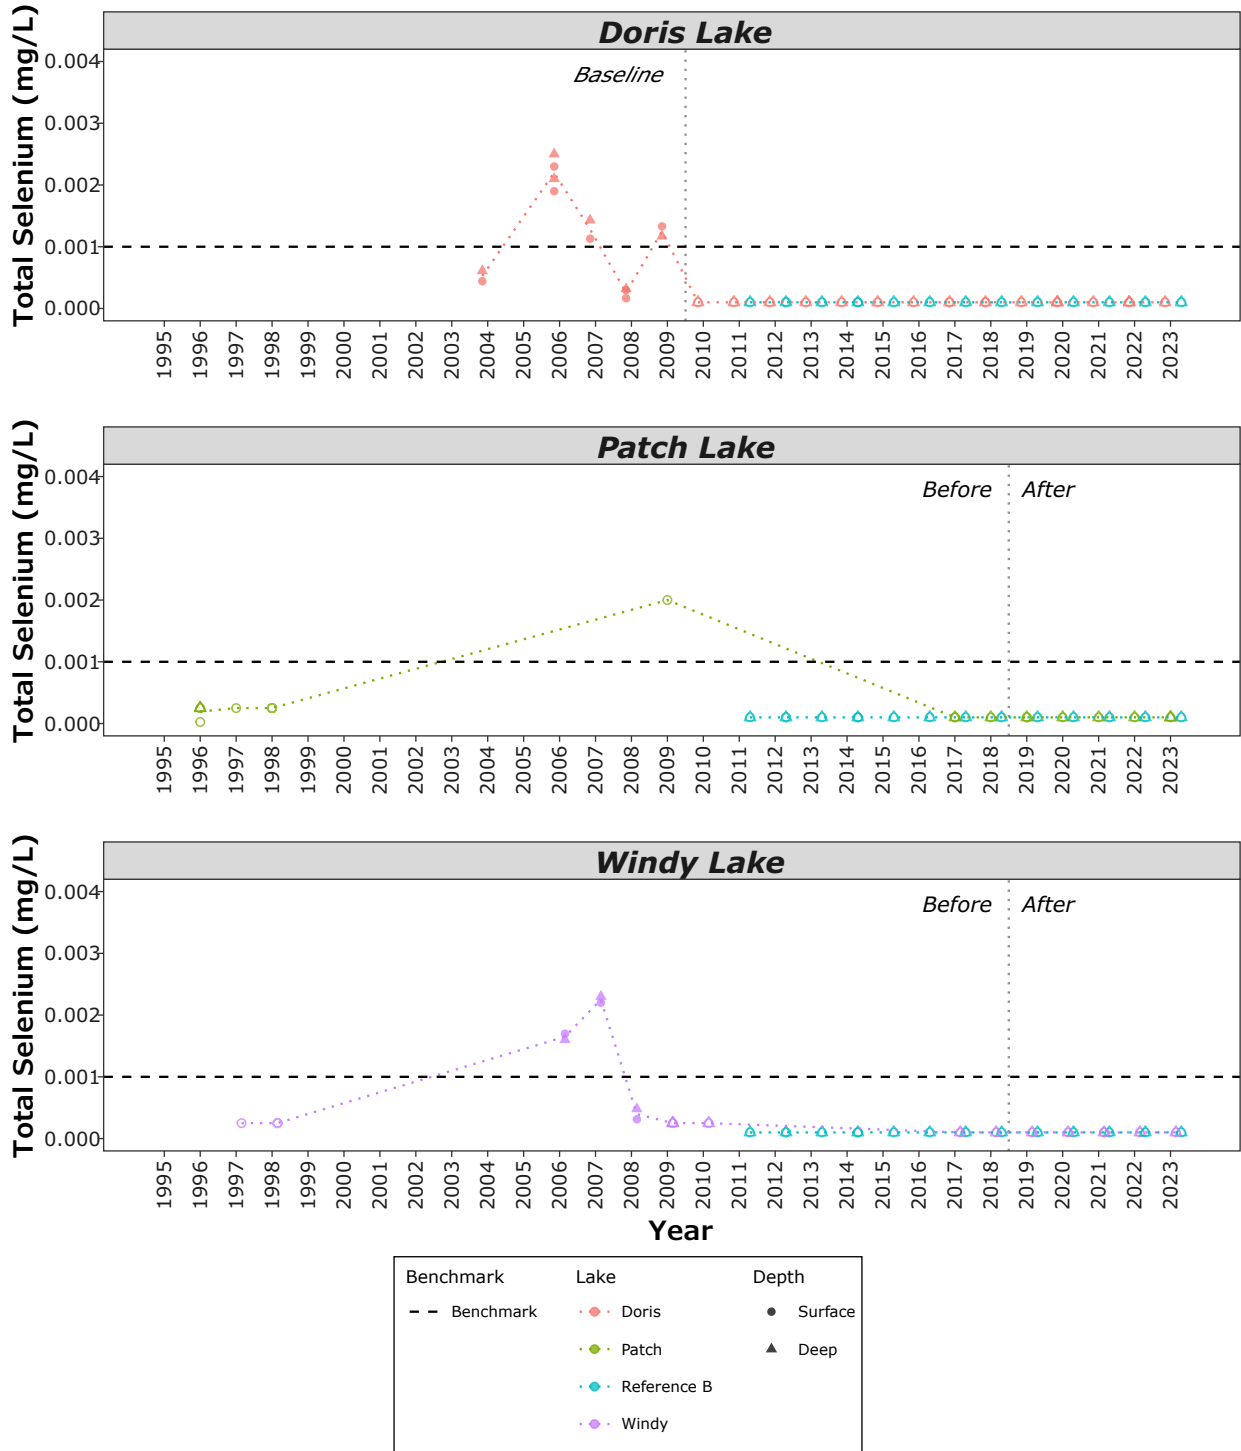 Doris Lake
Total Selenium (mg/L)
0.004
0.003
0.002
0.001
0.000
Baseline
1995 1996 1997 1998 1999 2000 2001 2002 2003 2004 2005 2006 2007 2008 2009 2010 2011 2012 2013 2014 2015 2016 2017 2018 2019 2020 2021 2022 2023
Patch Lake
Total Selenium (mg/L)
0.004
0.003
0.002
0.001
0.000
Before After
1995 1996 1997 1998 1999 2000 2001 2002 2003 2004 2005 2006 2007 2008 2009 2010 2011 2012 2013 2014 2015 2016 2017 2018 2019 2020 2021 2022 2023
Windy Lake
Total Selenium (mg/L)
0.004
0.003
0.002
0.001
0.000
Before After
1995 1996 1997 1998 1999 2000 2001 2002 2003 2004 2005 2006 2007 2008 2009 2010 2011 2012 2013 2014 2015 2016 2017 2018 2019 2020 2021 2022 2023
Year
Benchmark
Benchmark
Lake
Doris
Patch
Reference B
Windy
Depth
Surface
Deep